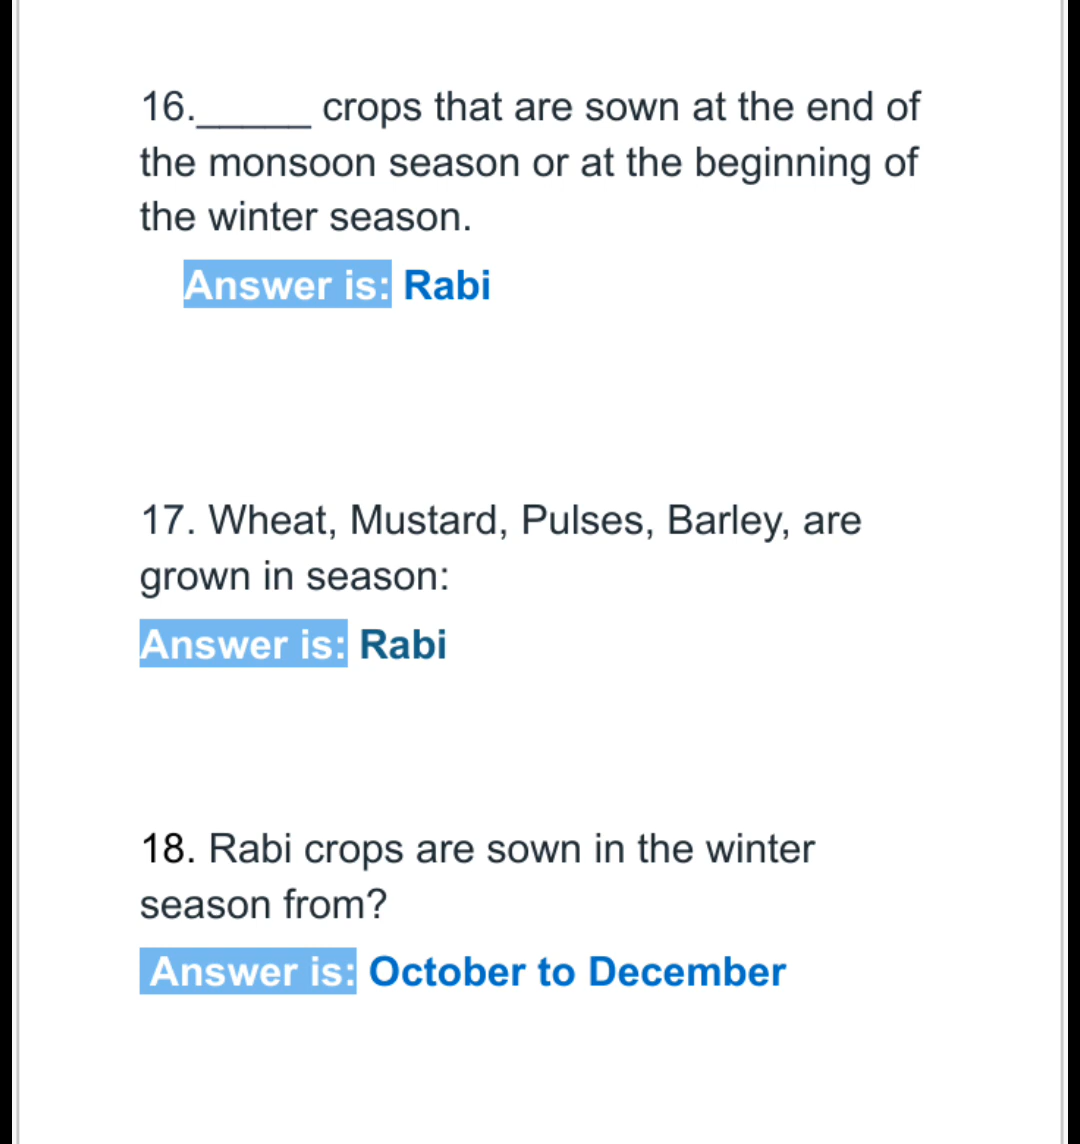 16._____ crops that are sown at the end of
the monsoon season or at the beginning of
the winter season.
Answer is: Rabi
17. Wheat, Mustard, Pulses, Barley, are
grown in season:
Answer is: Rabi
18. Rabi crops are sown in the winter
season from?
Answer is: October to December